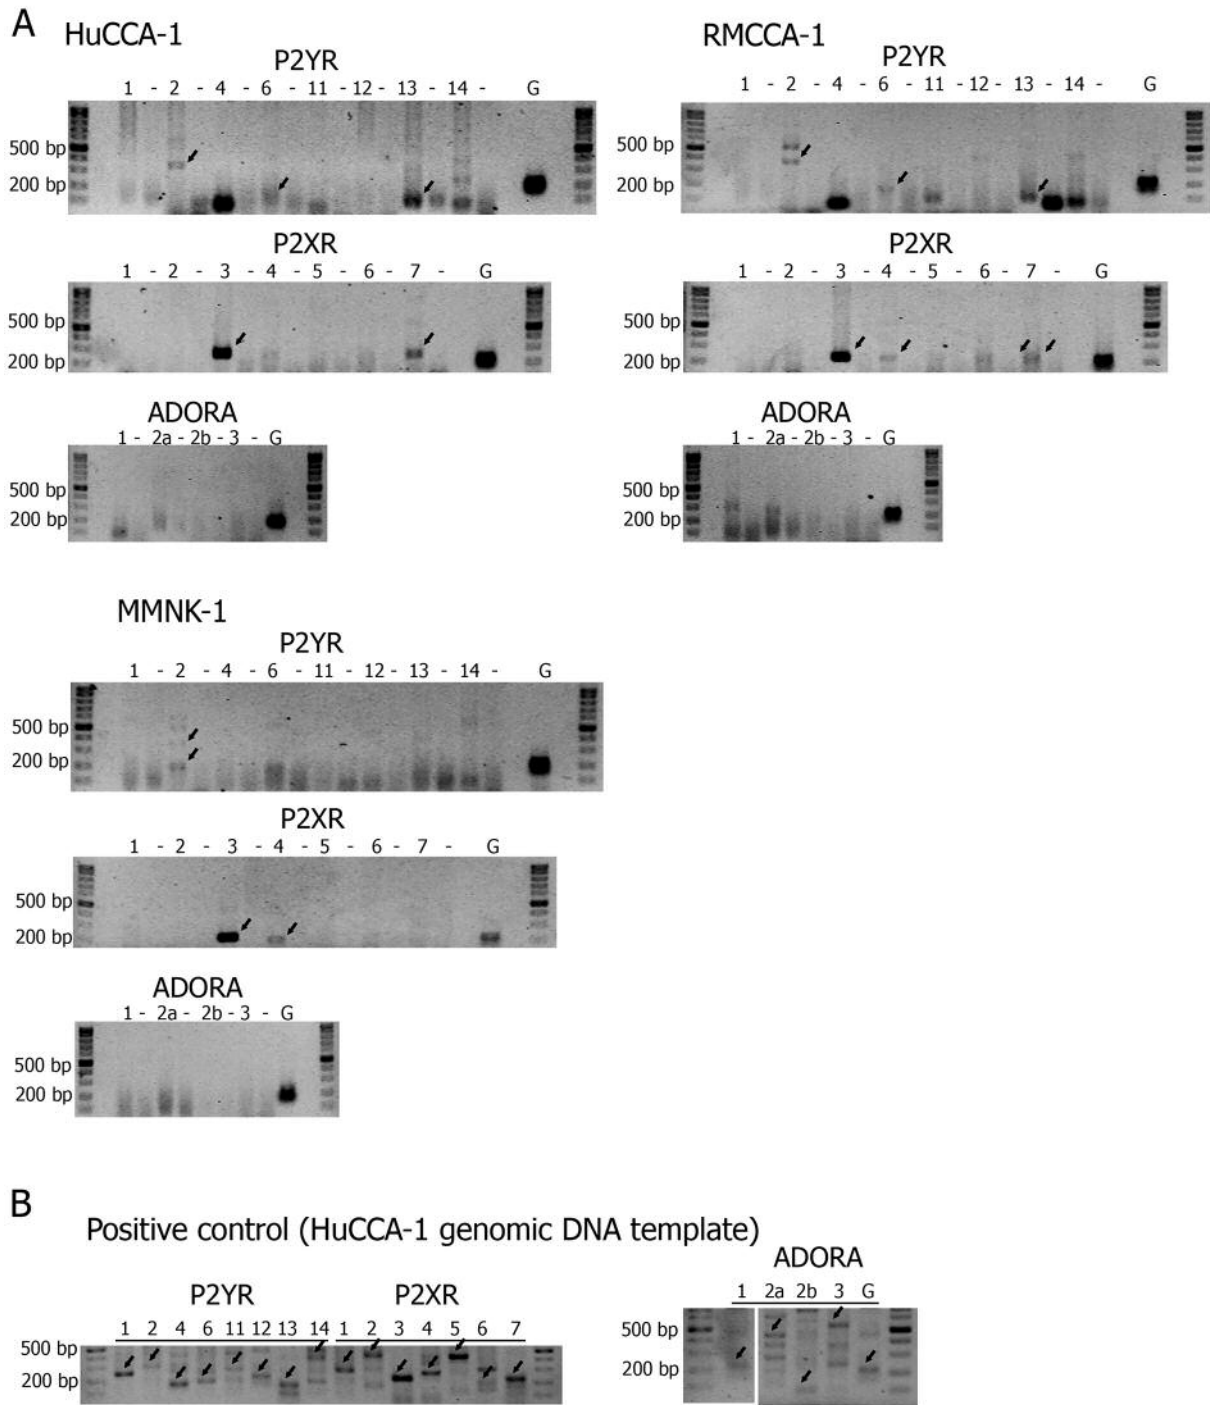 A
HuCCA-1
P2YR
1 - 2 - 4 - 6 - 11 - 12 - 13 - 14 - G
500 bp
200 bp
P2XR
1 - 2 - 3 - 4 - 5 - 6 - 7 - G
500 bp
200 bp
ADORA
1 - 2a - 2b - 3 - G
500 bp
200 bp
RMCCA-1
P2YR
1 - 2 - 4 - 6 - 11 - 12 - 13 - 14 - G
500 bp
200 bp
P2XR
1 - 2 - 3 - 4 - 5 - 6 - 7 - G
500 bp
200 bp
ADORA
1 - 2a - 2b - 3 - G
500 bp
200 bp
MMNK-1
P2YR
1 - 2 - 4 - 6 - 11 - 12 - 13 - 14 - G
500 bp
200 bp
P2XR
1 - 2 - 3 - 4 - 5 - 6 - 7 - G
500 bp
200 bp
ADORA
1 - 2a - 2b - 3 - G
500 bp
200 bp
B
Positive control (HuCCA-1 genomic DNA template)
P2YR P2XR
1 2 4 6 11 12 13 14 1 2 3 4 5 6 7
500 bp
200 bp
ADORA
1 2a 2b 3 G
500 bp
200 bp